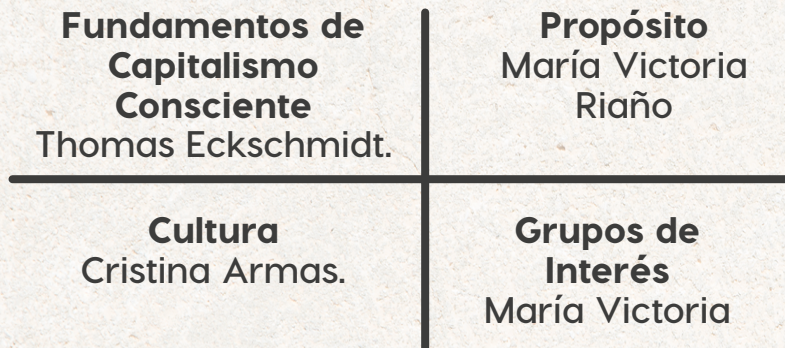 Fundamentos de
Capitalismo
Consciente
Thomas Eckschmidt.
Propósito
María Victoria
Riaño
Cultura
Cristina Armas.
Grupos de
Interés
María Victoria